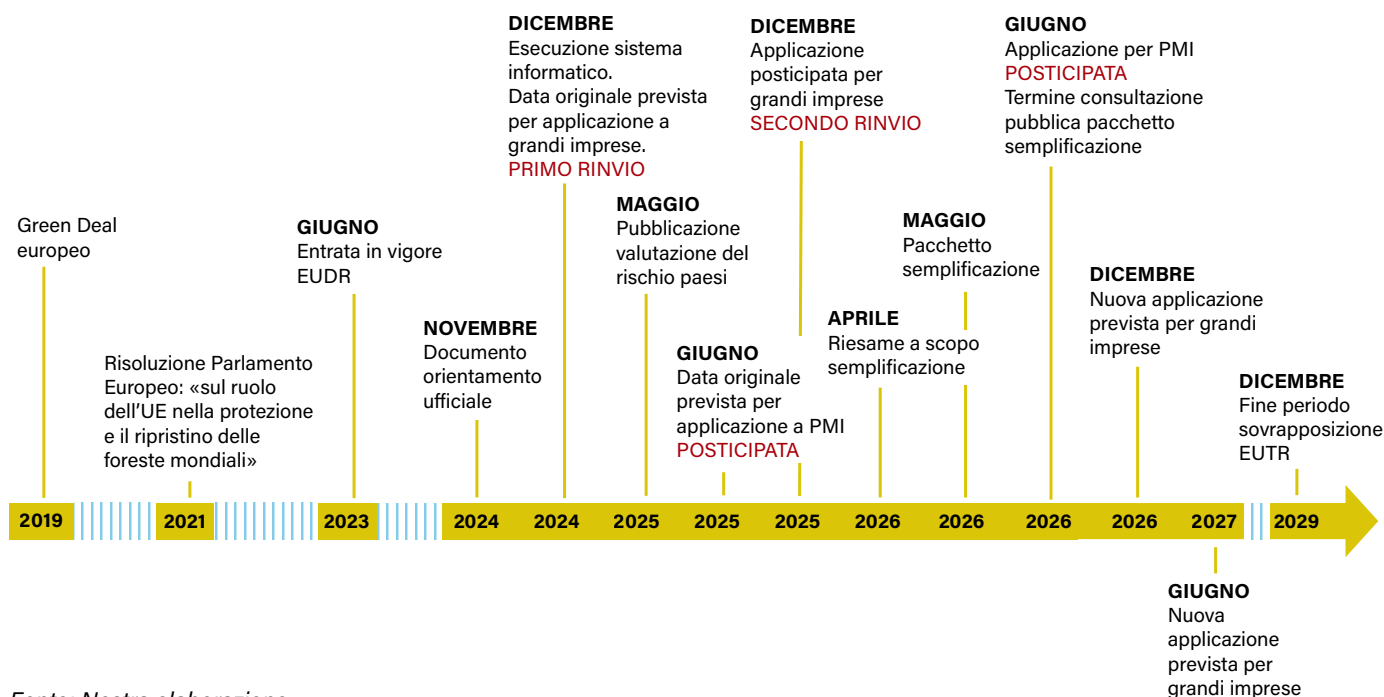 Green Deal
europeo
Risoluzione Parlamento
Europeo: «sul ruolo
dell'UE nella protezione
e il ripristino delle
foreste mondiali»
GIUGNO
Entrata in vigore
EUDR
NOVEMBRE
Documento
orientamento
ufficiale
DICEMBRE
Esecuzione sistema
informatico.
Data originale prevista
per applicazione a
grandi imprese.
PRIMO RINVIO
MAGGIO
Pubblicazione
valutazione del
rischio paesi
GIUGNO
Data originale
prevista per
applicazione a PMI
POSTICIPATA
DICEMBRE
Applicazione
posticipata per
grandi imprese
SECONDO RINVIO
APRILE
Riesame a scopo
semplificazione
MAGGIO
Pacchetto
semplificazione
GIUGNO
Applicazione per PMI
POSTICIPATA
Termine consultazione
pubblica pacchetto
semplificazione
DICEMBRE
Nuova applicazione
prevista per grandi
imprese
DICEMBRE
Fine periodo
sovrapposizione
EUTR
2019 2021 2023 2024 2024 2025 2025 2025 2026 2026 2026 2026 2027 2029
GIUGNO
Nuova
applicazione
prevista per
grandi imprese
Fonte: Nostra elaborazione